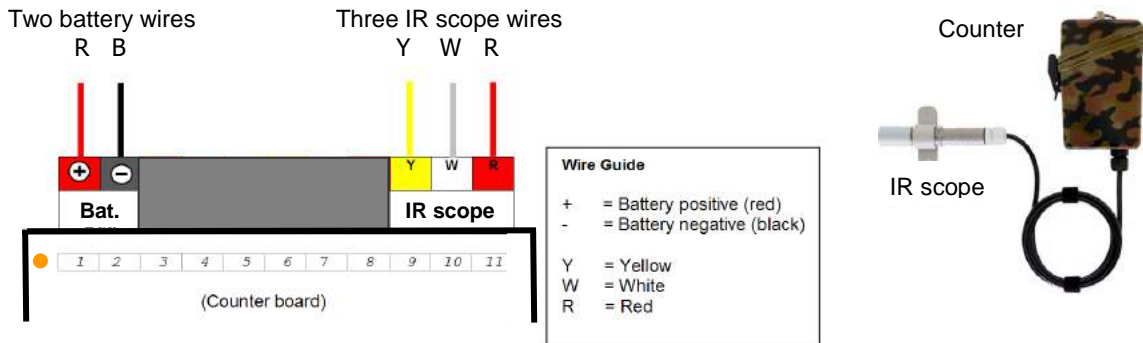 Two battery wires
Three IR scope wires
R B
Y W R
+ −
Y W R
Bat.
IR scope
1 2 3 4 5 6 7 8 9 10 11
(Counter board)
Wire Guide
+ = Battery positive (red)
- = Battery negative (black)
Y = Yellow
W = White
R = Red
Counter
IR scope